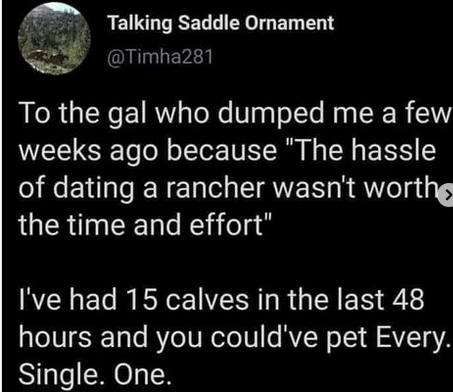 Talking Saddle Ornament
@Timha281
To the gal who dumped me a few
weeks ago because "The hassle
of dating a rancher wasn't worth
the time and effort"
I've had 15 calves in the last 48
hours and you could've pet Every.
Single. One.